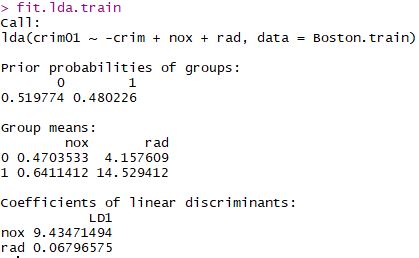 > fit.lda.train
Call:
lda(crim01 ~ -crim + nox + rad, data = Boston.train)
Prior probabilities of groups:
0 1
0.519774 0.480226
Group means:
nox rad
0 0.4703533 4.157609
1 0.6411412 14.529412
Coefficients of linear discriminants:
LD1
nox 9.43471494
rad 0.06796575